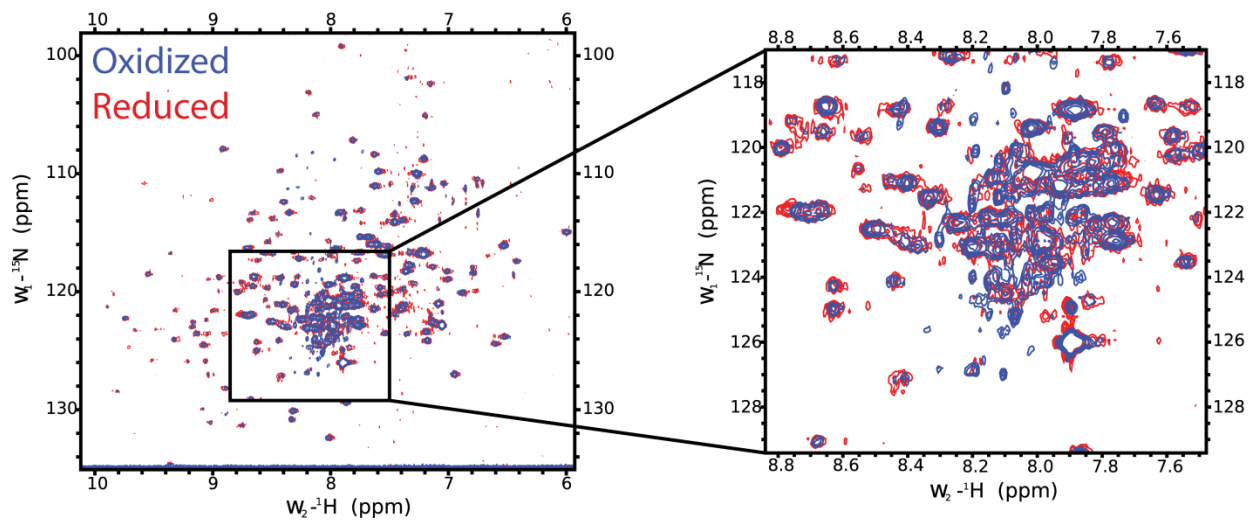 10 9 8 7 6
100 100
Oxidized
Reduced
110 110
120 120
130 130
10 9 8 7 6
W₁-¹⁵N (ppm)
W₂-¹H (ppm)
8.8 8.6 8.4 8.2 8.0 7.8 7.6
118 118
120 120
122 122
124 124
126 126
128 128
8.8 8.6 8.4 8.2 8.0 7.8 7.6
W₁-¹⁵N (ppm)
W₂-¹H (ppm)